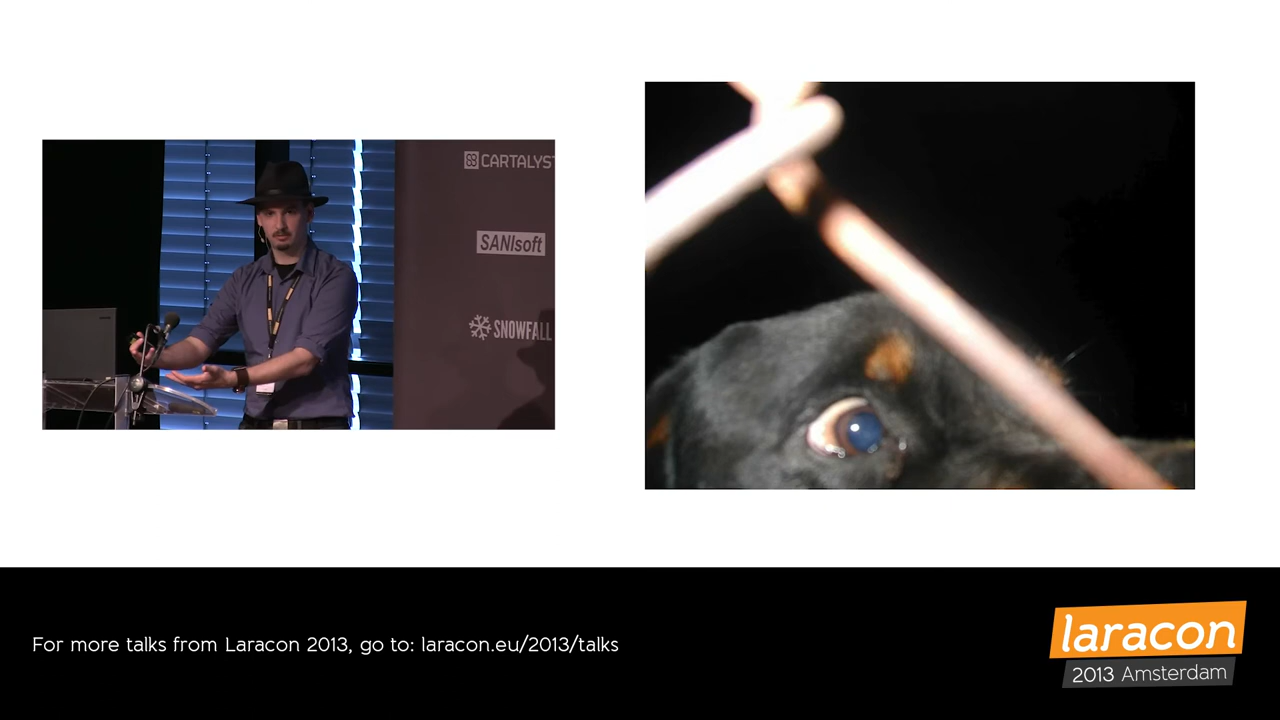 CARTALYST
SANIsoft
SNOWFALL
For more talks from Laracon 2013, go to: laracon.eu/2013/talks
laracon
2013 Amsterdam